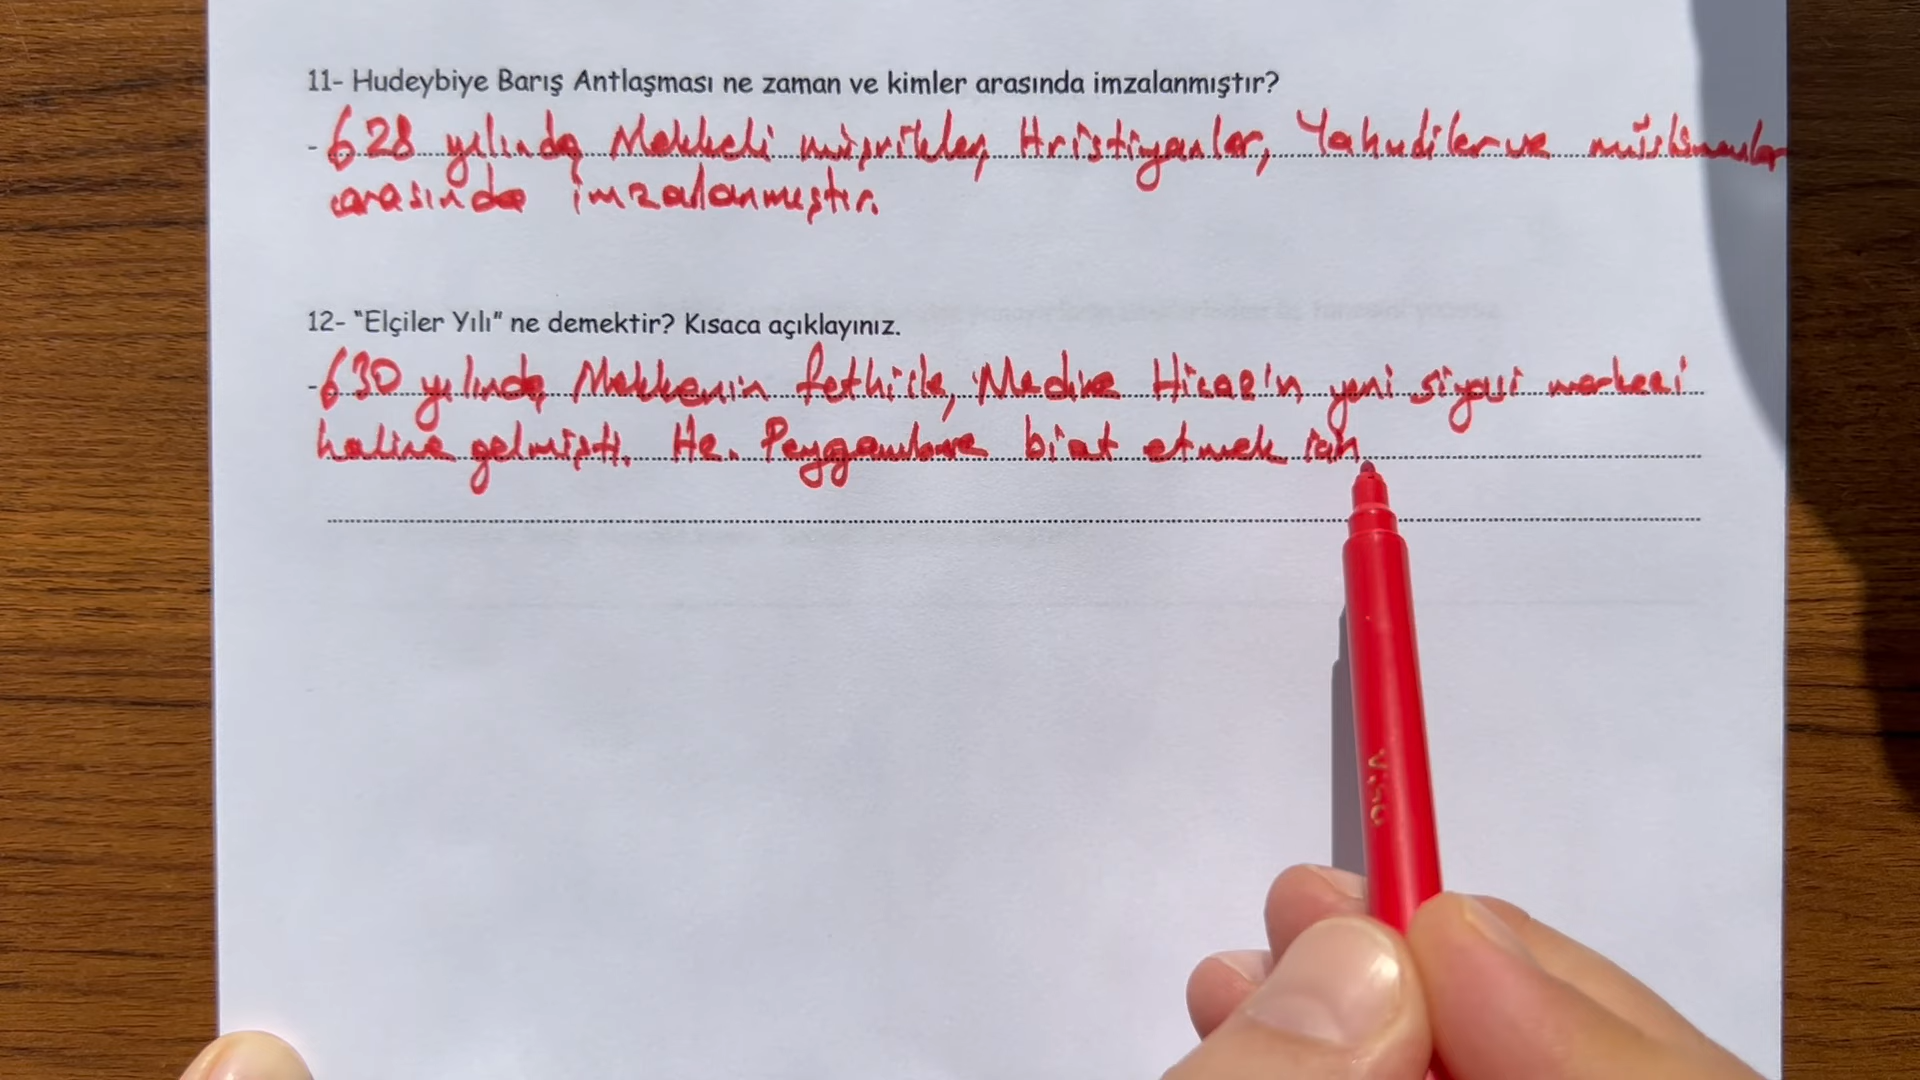 11- Hudeybiye Barış Antlaşması ne zaman ve kimler arasında imzalanmıştır?
- 628 yılında Mekkeli müşrikler, Hristiyanlar, Yahudiler ve müslümanlar
arasında imzalanmıştır.
12- "Elçiler Yılı" ne demektir? Kısaca açıklayınız.
- 630 yılında Mekkenin fethiyle, Medine Hicaz'ın yeni siyasi merkezi
haline gelmişti. Hz. Peygambere biat etmek için
Vivo